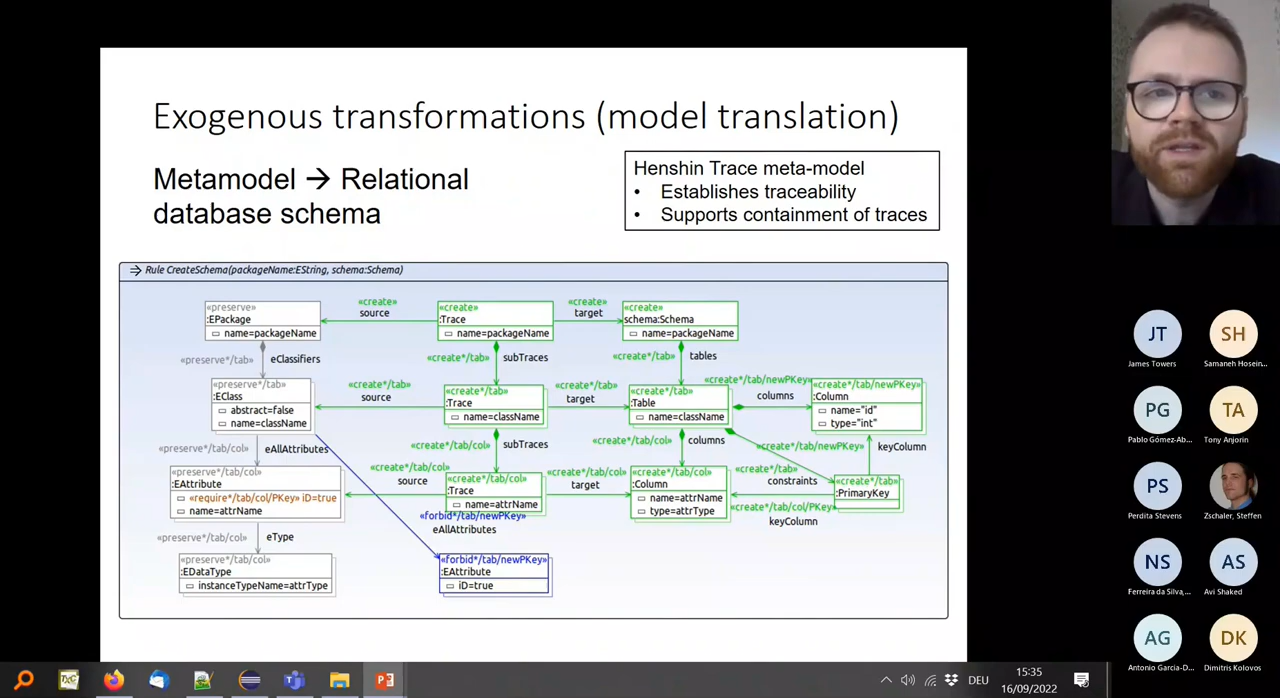 Exogenous transformations (model translation)
Metamodel → Relational
database schema
Henshin Trace meta-model
• Establishes traceability
• Supports containment of traces
Rule CreateSchema(packageName:EString, schema:Schema)
«preserve»
:EPackage
name=packageName
«create»
source
«create»
:Trace
name=packageName
«create»
target
«create»
schema:Schema
name=packageName
«preserve*/tab»
eClassifiers
«create*/tab»
subTraces
«create*/tab»
tables
«preserve*/tab»
:EClass
abstract=false
name=className
«create*/tab»
source
«create*/tab»
:Trace
name=className
«create*/tab»
target
«create*/tab»
:Table
name=className
«create*/tab/newPKey»
columns
«create*/tab/newPKey»
:Column
name="id"
type="int"
«preserve*/tab/col»
eAllAttributes
«create*/tab/col»
subTraces
«create*/tab/col»
columns
«create*/tab/newPKey»
keyColumn
«preserve*/tab/col»
:EAttribute
«require*/tab/col/PKey» iD=true
name=attrName
«create*/tab/col»
source
«create*/tab/col»
:Trace
name=attrName
«create*/tab/col»
target
«create*/tab/col»
:Column
name=attrName
type=attrType
«create*/tab»
constraints
«create*/tab»
:PrimaryKey
«create*/tab/col/PKey»
keyColumn
«forbid*/tab/newPKey»
eAllAttributes
«preserve*/tab/col»
eType
«preserve*/tab/col»
:EDataType
instanceTypeName=attrType
«forbid*/tab/newPKey»
:EAttribute
iD=true
JT
James Towers
SH
Samaneh Hosein...
PG
Pablo Gómez-Ab...
TA
Tony Anjorin
PS
Perdita Stevens
Zschaler, Steffen
NS
Ferreira da Silva,...
AS
Avi Shaked
AG
Antonio Garcia-D...
DK
Dimitris Kolovos
DEU
15:35
16/09/2022